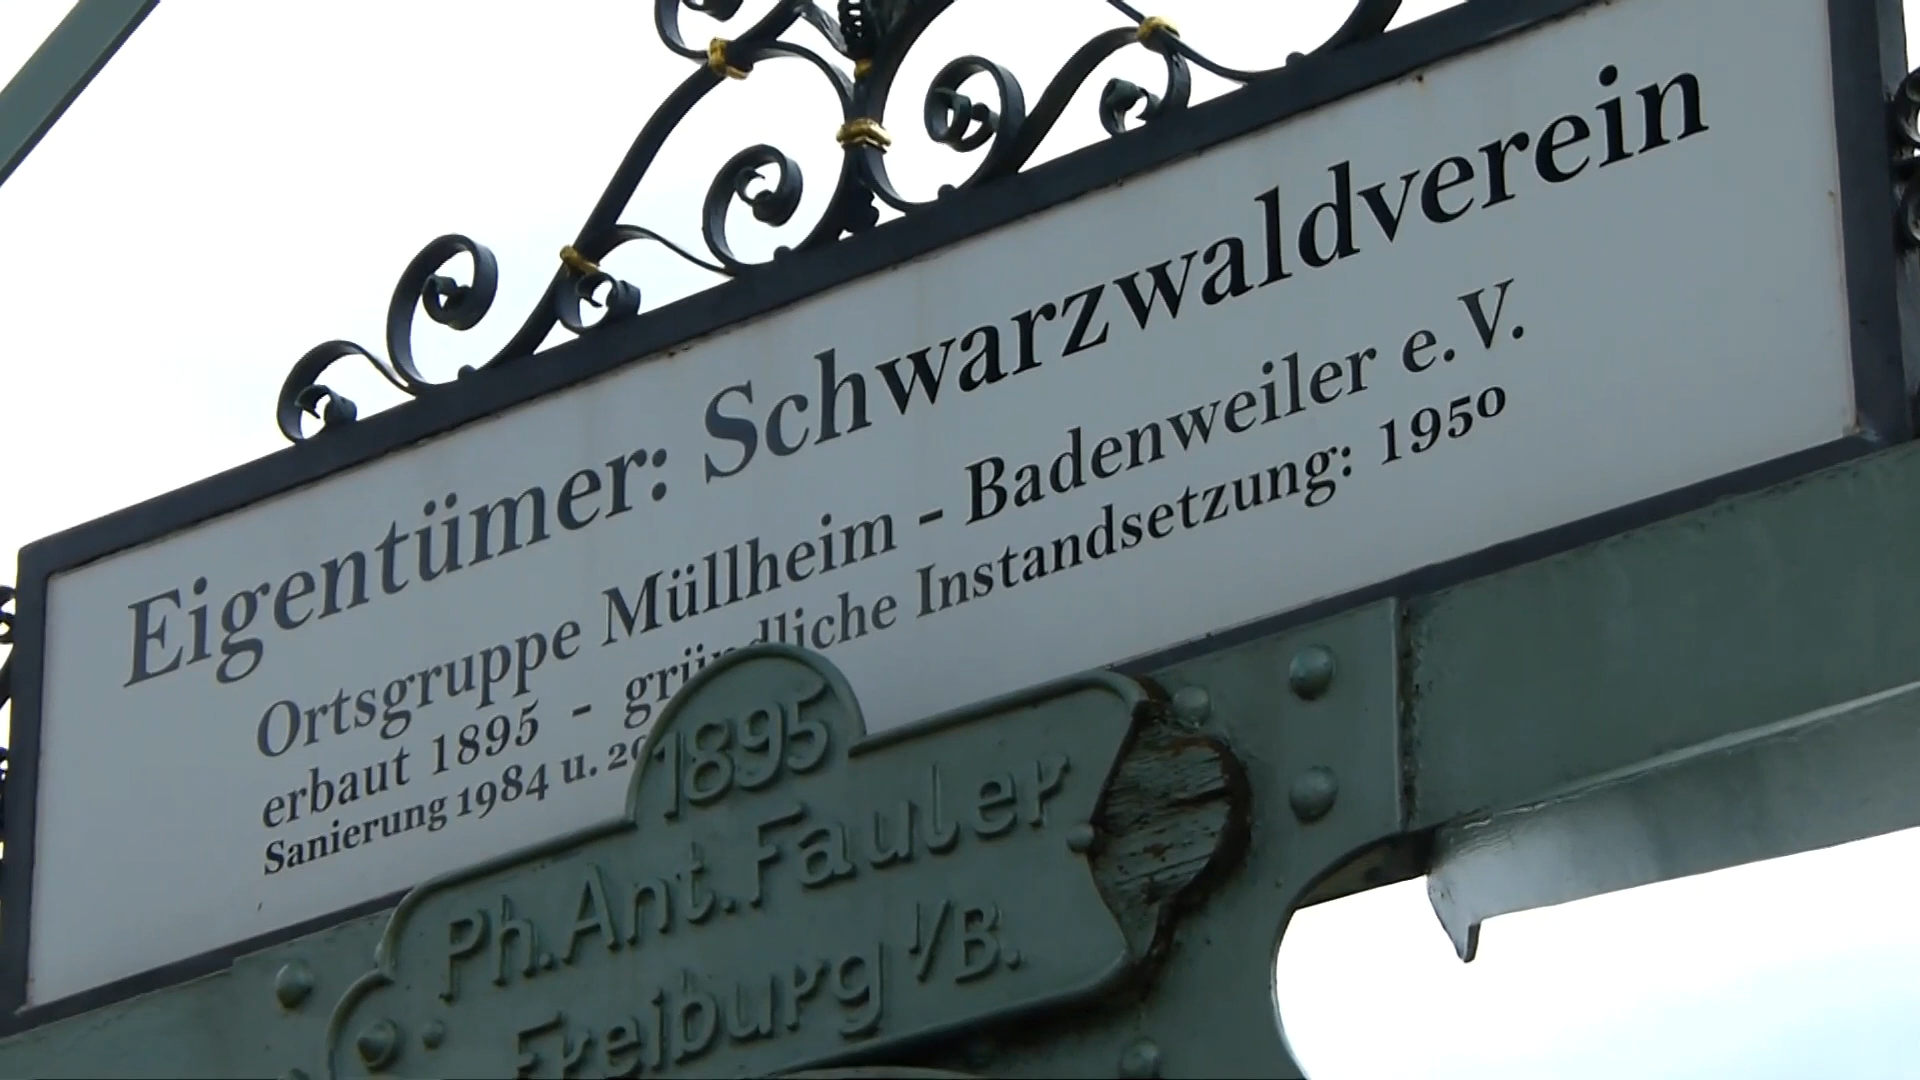 Eigentümer: Schwarzwaldverein
Ortsgruppe Müllheim - Badenweiler e.V.
erbaut 1895 - gründliche Instandsetzung: 1950
Sanierung 1984 u.
1895
Ph. Ant. Fauler
Freiburg i/B.